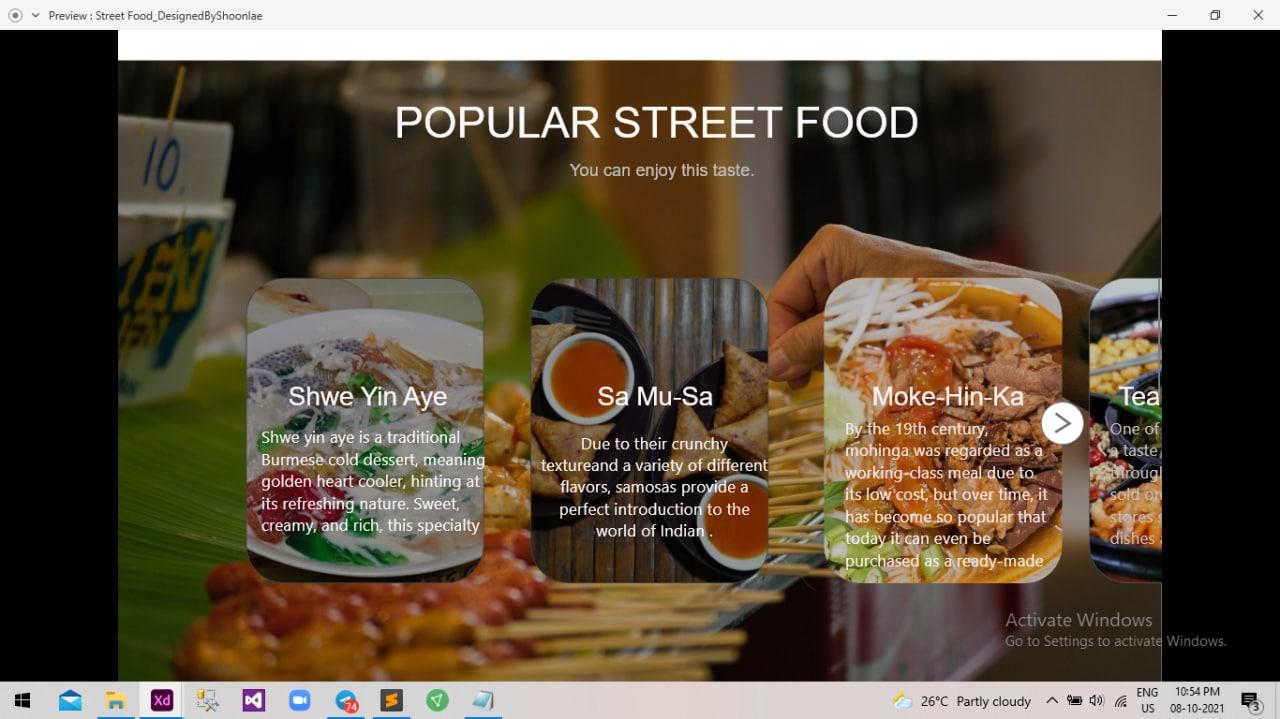 Preview : Street Food_DesignedByShoonlae
POPULAR STREET FOOD
You can enjoy this taste.
10.
Shwe Yin Aye
Shwe yin aye is a traditional
Burmese cold dessert, meaning
golden heart cooler, hinting at
its refreshing nature. Sweet,
creamy, and rich, this specialty
Sa Mu-Sa
Due to their crunchy
textureand a variety of different
flavors, samosas provide a
perfect introduction to the
world of Indian .
Moke-Hin-Ka
By the 19th century,
mohinga was regarded as a
working-class meal due to
its low cost, but over time, it
has become so popular that
today it can even be
purchased as a ready-made
Tea
One of
a taste
through
sold on
stores s
dishes a
Activate Windows
Go to Settings to activate Windows.
Xd
74
26°C Partly cloudy
ENG
US
10:54 PM
08-10-2021
3